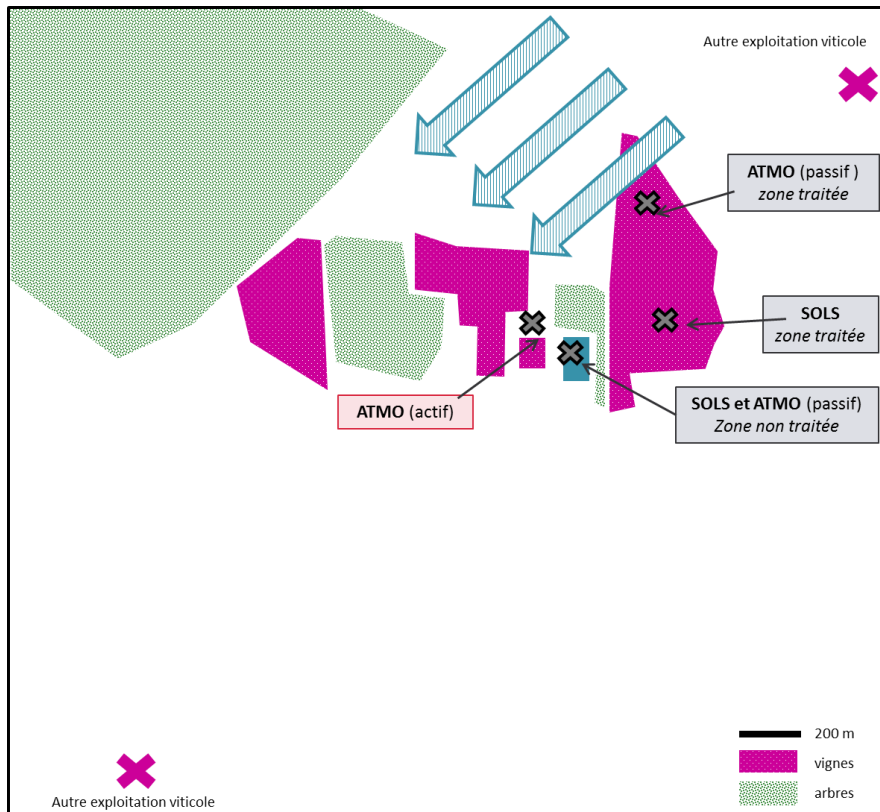 Autre exploitation viticole
ATMO (passif )
zone traitée
SOLS
zone traitée
ATMO (actif)
SOLS et ATMO (passif)
Zone non traitée
200 m
vignes
arbres
Autre exploitation viticole